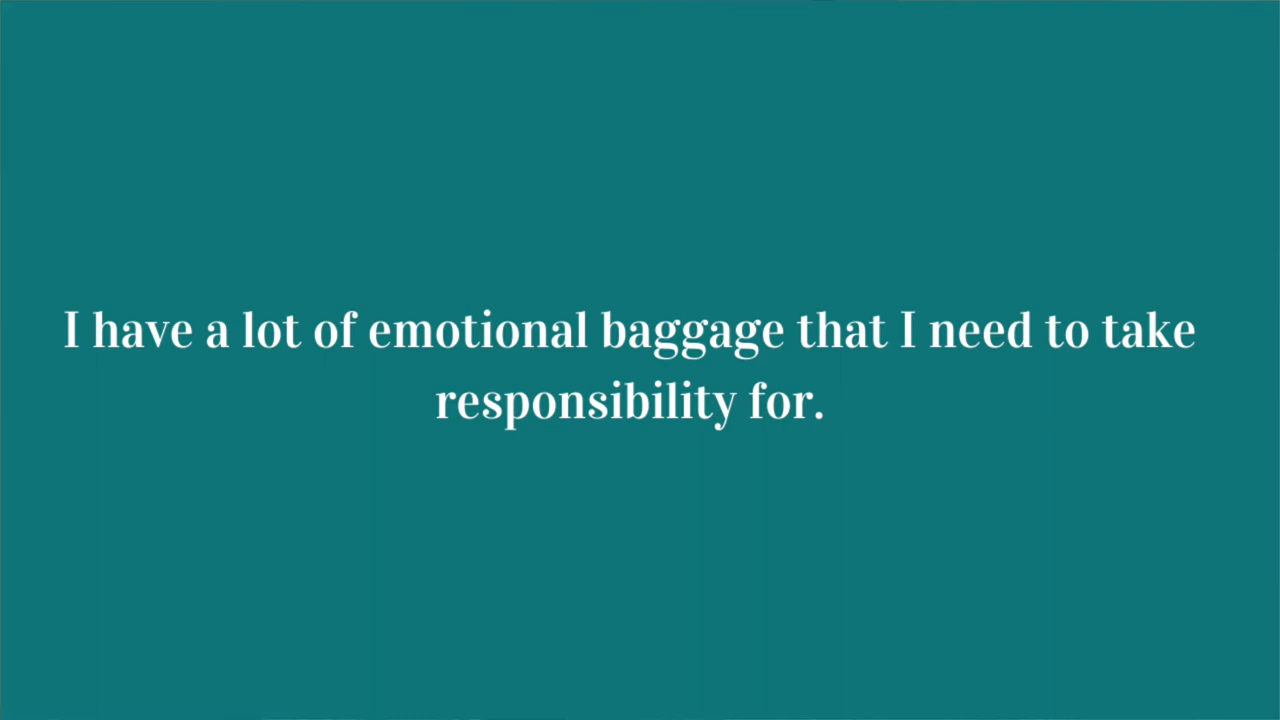 I have a lot of emotional baggage that I need to take
responsibility for.